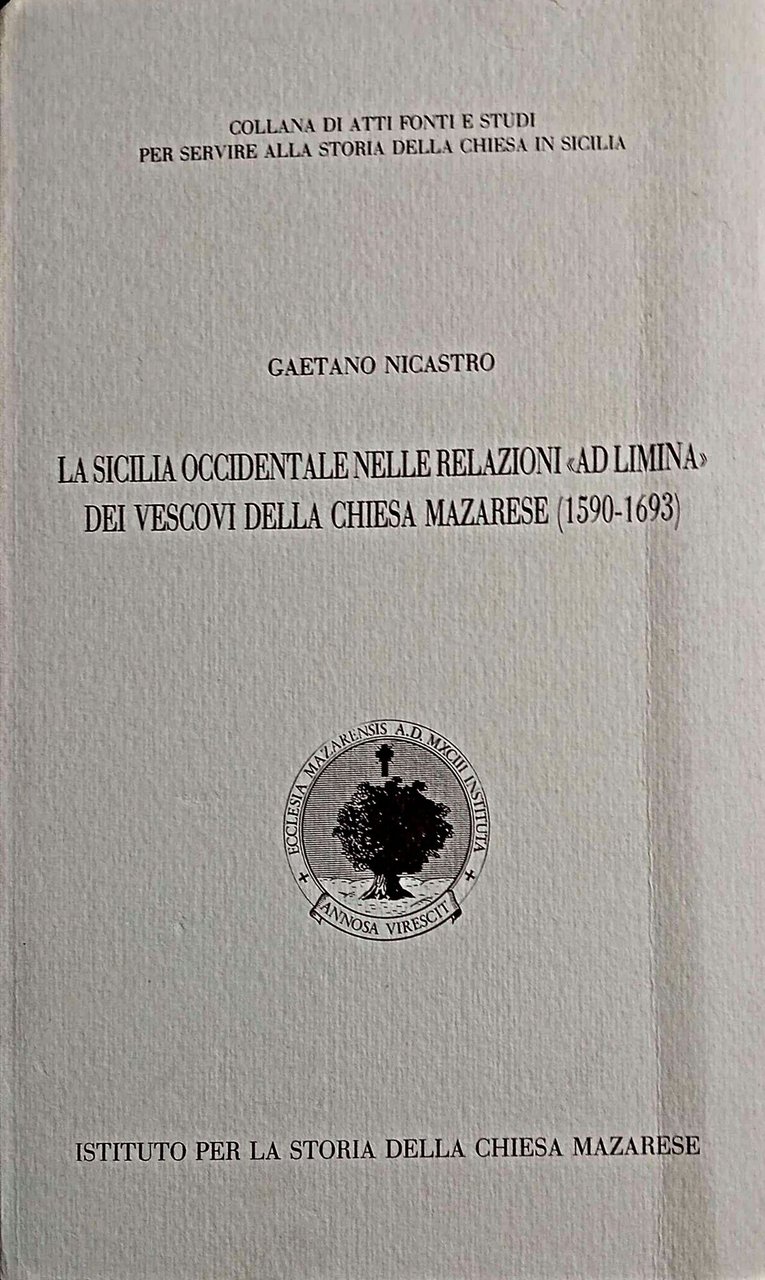 COLLANA DI ATTI FONTI E STUDI
PER SERVIRE ALLA STORIA DELLA CHIESA IN SICILIA
GAETANO NICASTRO
LA SICILIA OCCIDENTALE NELLE RELAZIONI «AD LIMINA»
DEI VESCOVI DELLA CHIESA MAZARESE (1590-1693)
ECCLESIA MAZARENSIS A.D. MXCIII INSTITUTA
ANNOSA VIRESCIT
ISTITUTO PER LA STORIA DELLA CHIESA MAZARESE